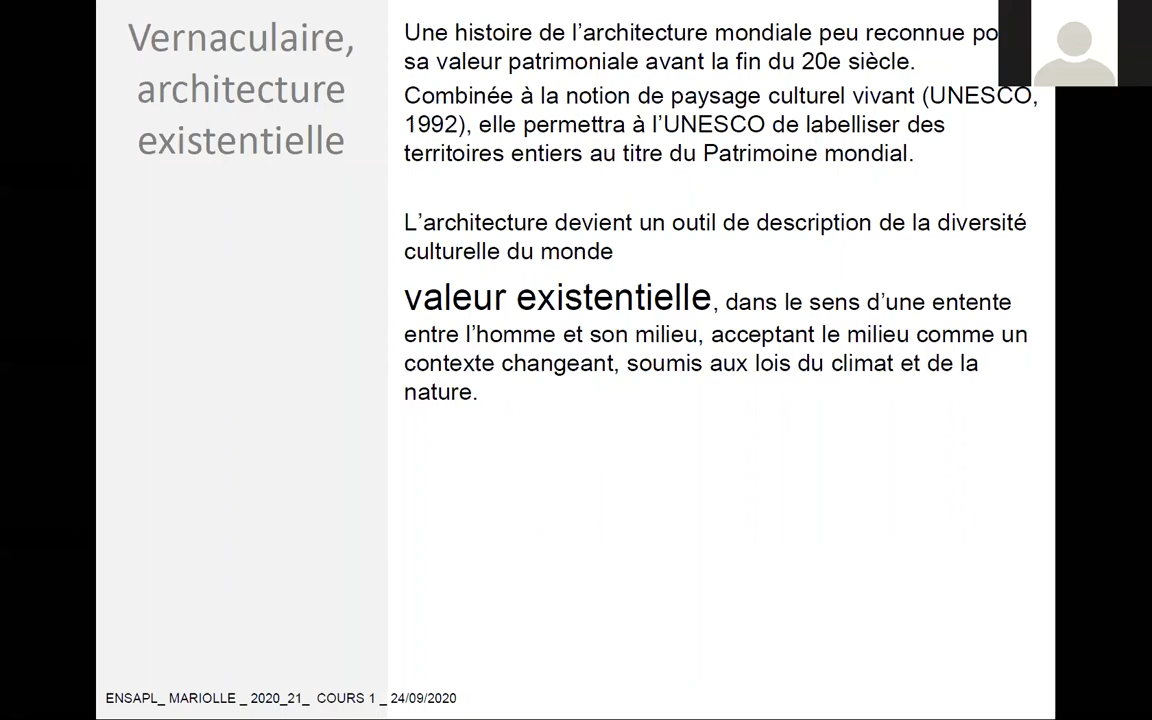 Vernaculaire,
architecture
existentielle
Une histoire de l’architecture mondiale peu reconnue
sa valeur patrimoniale avant la fin du 20e siècle.
Combinée à la notion de paysage culturel vivant (UNESCO,
1992), elle permettra à l’UNESCO de labelliser des
territoires entiers au titre du Patrimoine mondial.
L’architecture devient un outil de description de la diversité
culturelle du monde
valeur existentielle, dans le sens d’une entente
entre l’homme et son milieu, acceptant le milieu comme un
contexte changeant, soumis aux lois du climat et de la
nature.
ENSAPL_ MARIOLLE _ 2020_21_ COURS 1 _ 24/09/2020